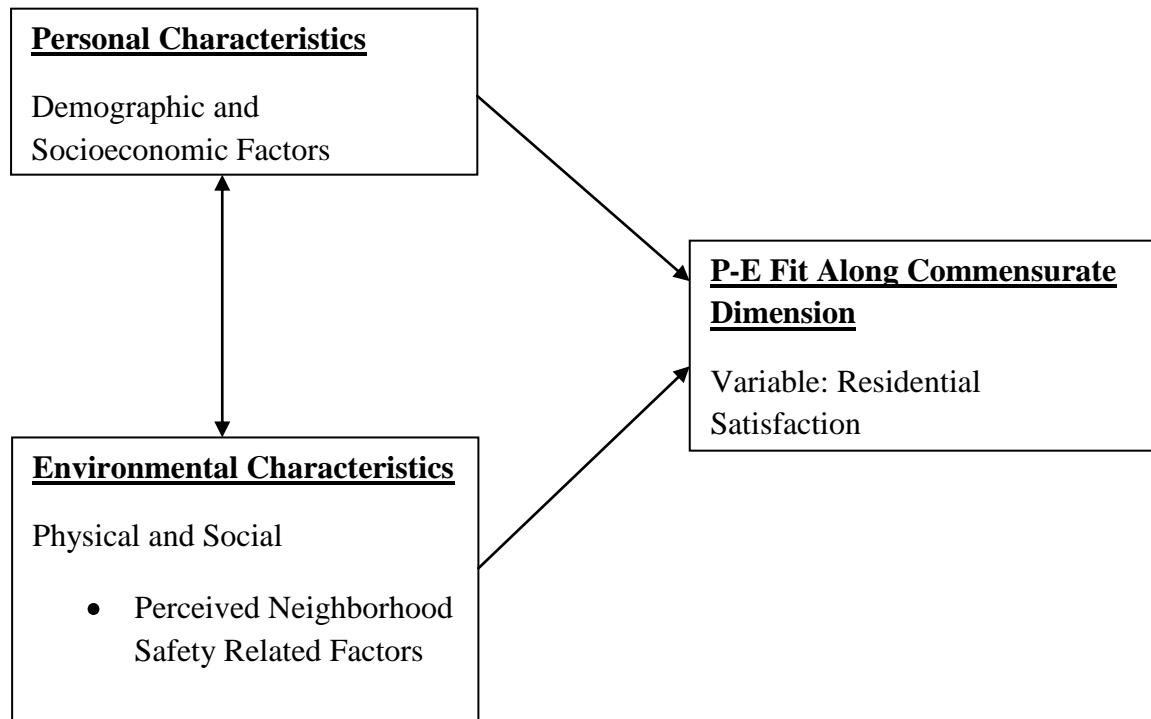 Personal Characteristics
Demographic and
Socioeconomic Factors
P-E Fit Along Commensurate
Dimension
Variable: Residential
Satisfaction
Environmental Characteristics
Physical and Social
• Perceived Neighborhood
Safety Related Factors